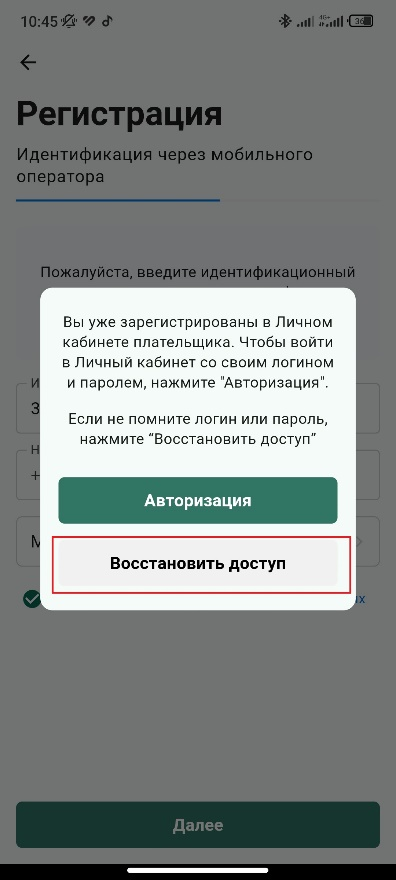 10:45
4G+
36
Регистрация
Идентификация через мобильного
оператора
Пожалуйста, введите идентификационный
Вы уже зарегистрированы в Личном
кабинете плательщика. Чтобы войти
в Личный кабинет со своим логином
и паролем, нажмите "Авторизация".
Если не помните логин или пароль,
нажмите “Восстановить доступ”
Авторизация
Восстановить доступ
Далее